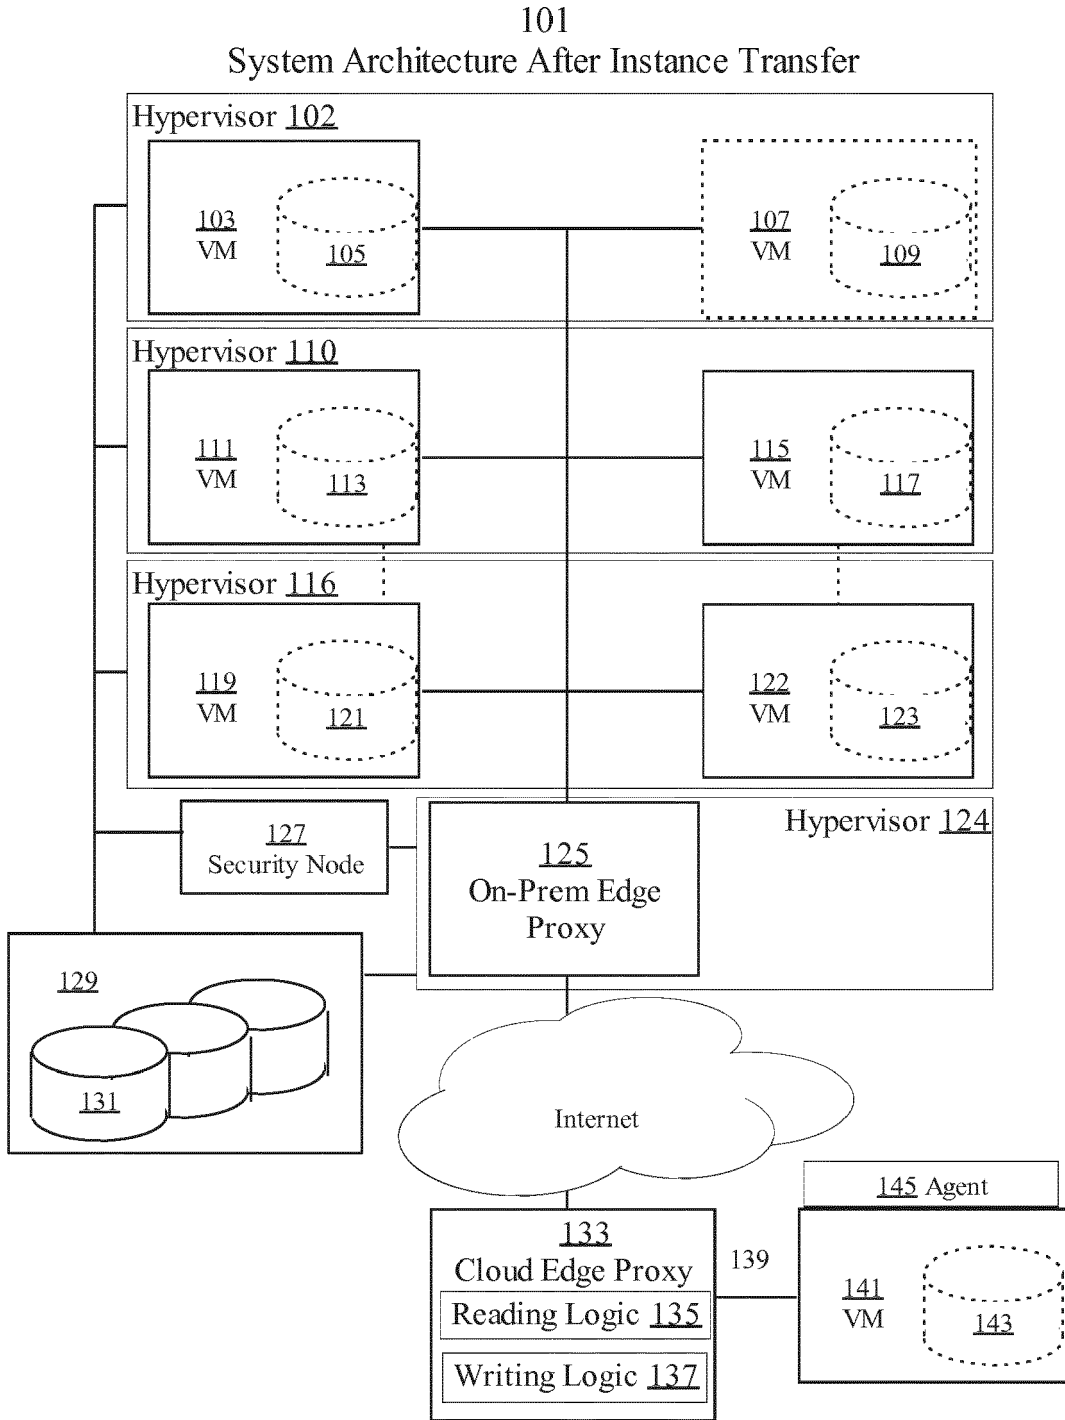 101
System Architecture After Instance Transfer
Hypervisor 102
103
VM
105
107
VM
109
Hypervisor 110
111
VM
113
115
VM
117
Hypervisor 116
119
VM
121
122
VM
123
127
Security Node
125
On-Prem Edge
Proxy
Hypervisor 124
129
131
Internet
145 Agent
133
Cloud Edge Proxy
Reading Logic 135
Writing Logic 137
139
141
VM
143